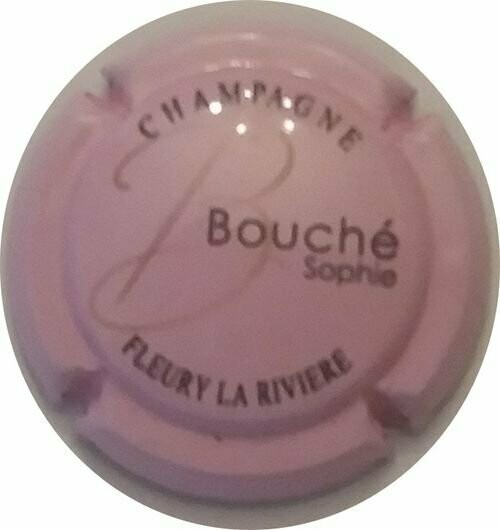 CHAMPAGNE
B
Bouché
Sophie
FLEURY LA RIVIERE